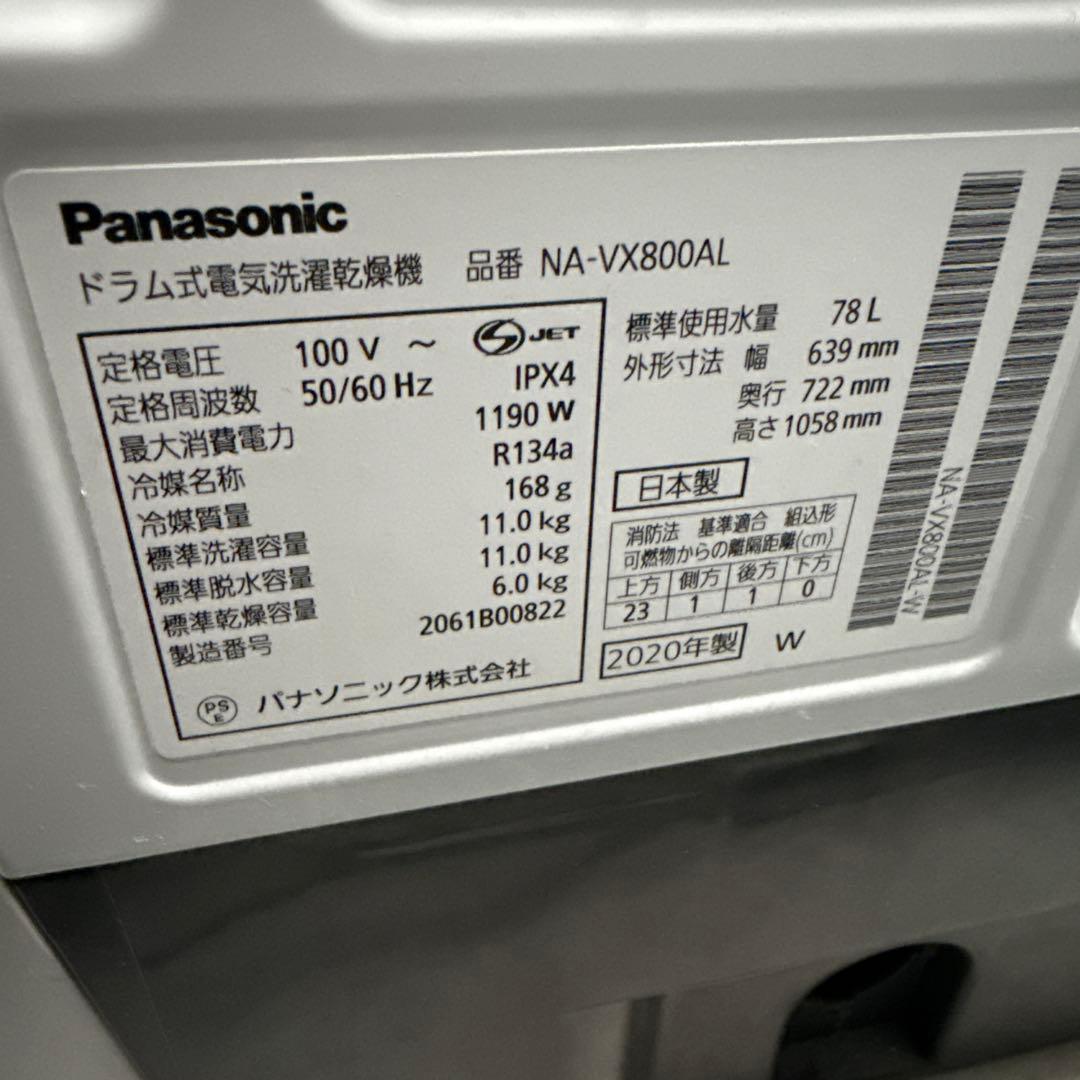 Panasonic
ドラム式電気洗濯乾燥機 品番 NA-VX800AL
定格電圧 100 V ～ S JET
定格周波数 50/60 Hz IPX4
最大消費電力 1190 W
冷媒名称 R134a
冷媒質量 168 g
標準洗濯容量 11.0 kg
標準脱水容量 11.0 kg
標準乾燥容量 6.0 kg
製造番号 2061B00822
PS E パナソニック株式会社
標準使用水量 78 L
外形寸法 幅 639 mm
奥行 722 mm
高さ 1058 mm
日本製
消防法 基準適合 組込形
可燃物からの離隔距離(cm)
上方 側方 後方 下方
23 1 1 0
2020年製 W
NA-VX800AL-W